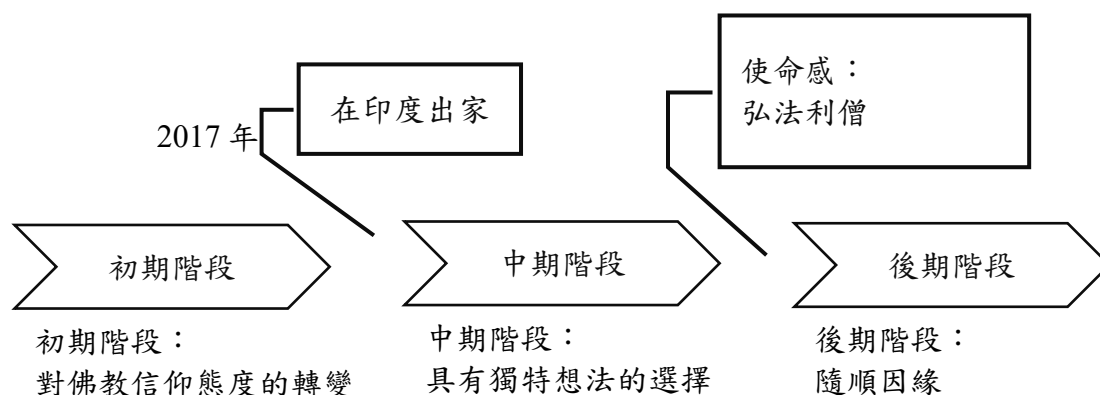 使命感：
弘法利僧
在印度出家
2017 年
初期階段
中期階段
後期階段
初期階段：
對佛教信仰態度的轉變
中期階段：
具有獨特想法的選擇
後期階段：
隨順因緣